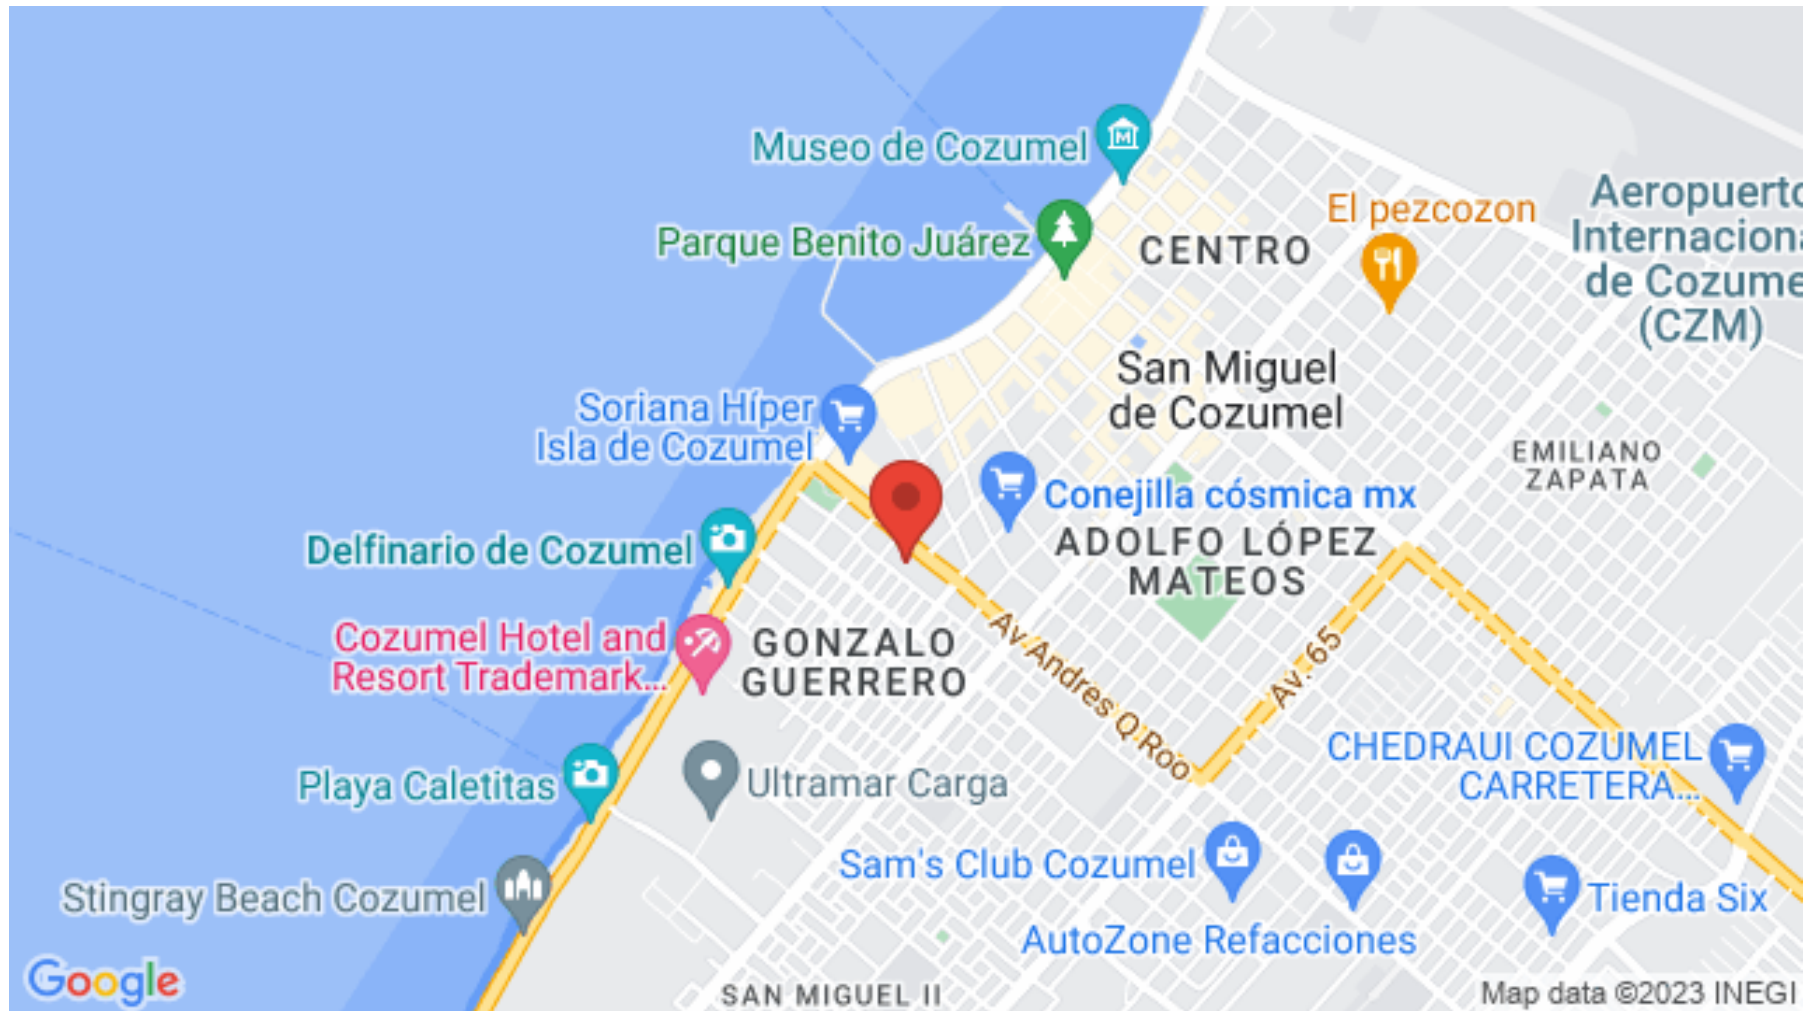 Museo de Cozumel
Parque Benito Juárez
CENTRO
El pezcozon
Aeropuerto
Internaciona
de Cozume
(CZM)
San Miguel
de Cozumel
Soriana Híper
Isla de Cozumel
EMILIANO
ZAPATA
Conejilla cósmica mx
ADOLFO LÓPEZ
MATEOS
Delfinario de Cozumel
Cozumel Hotel and
Resort Trademark...
GONZALO
GUERRERO
Av. Andres Q.Roo
Av. 65
CHEDRAUI COZUMEL
CARRETERA...
Playa Caletitas
Ultramar Carga
Sam's Club Cozumel
Stingray Beach Cozumel
AutoZone Refacciones
Tienda Six
SAN MIGUEL II
Google
Map data ©2023 INEGI